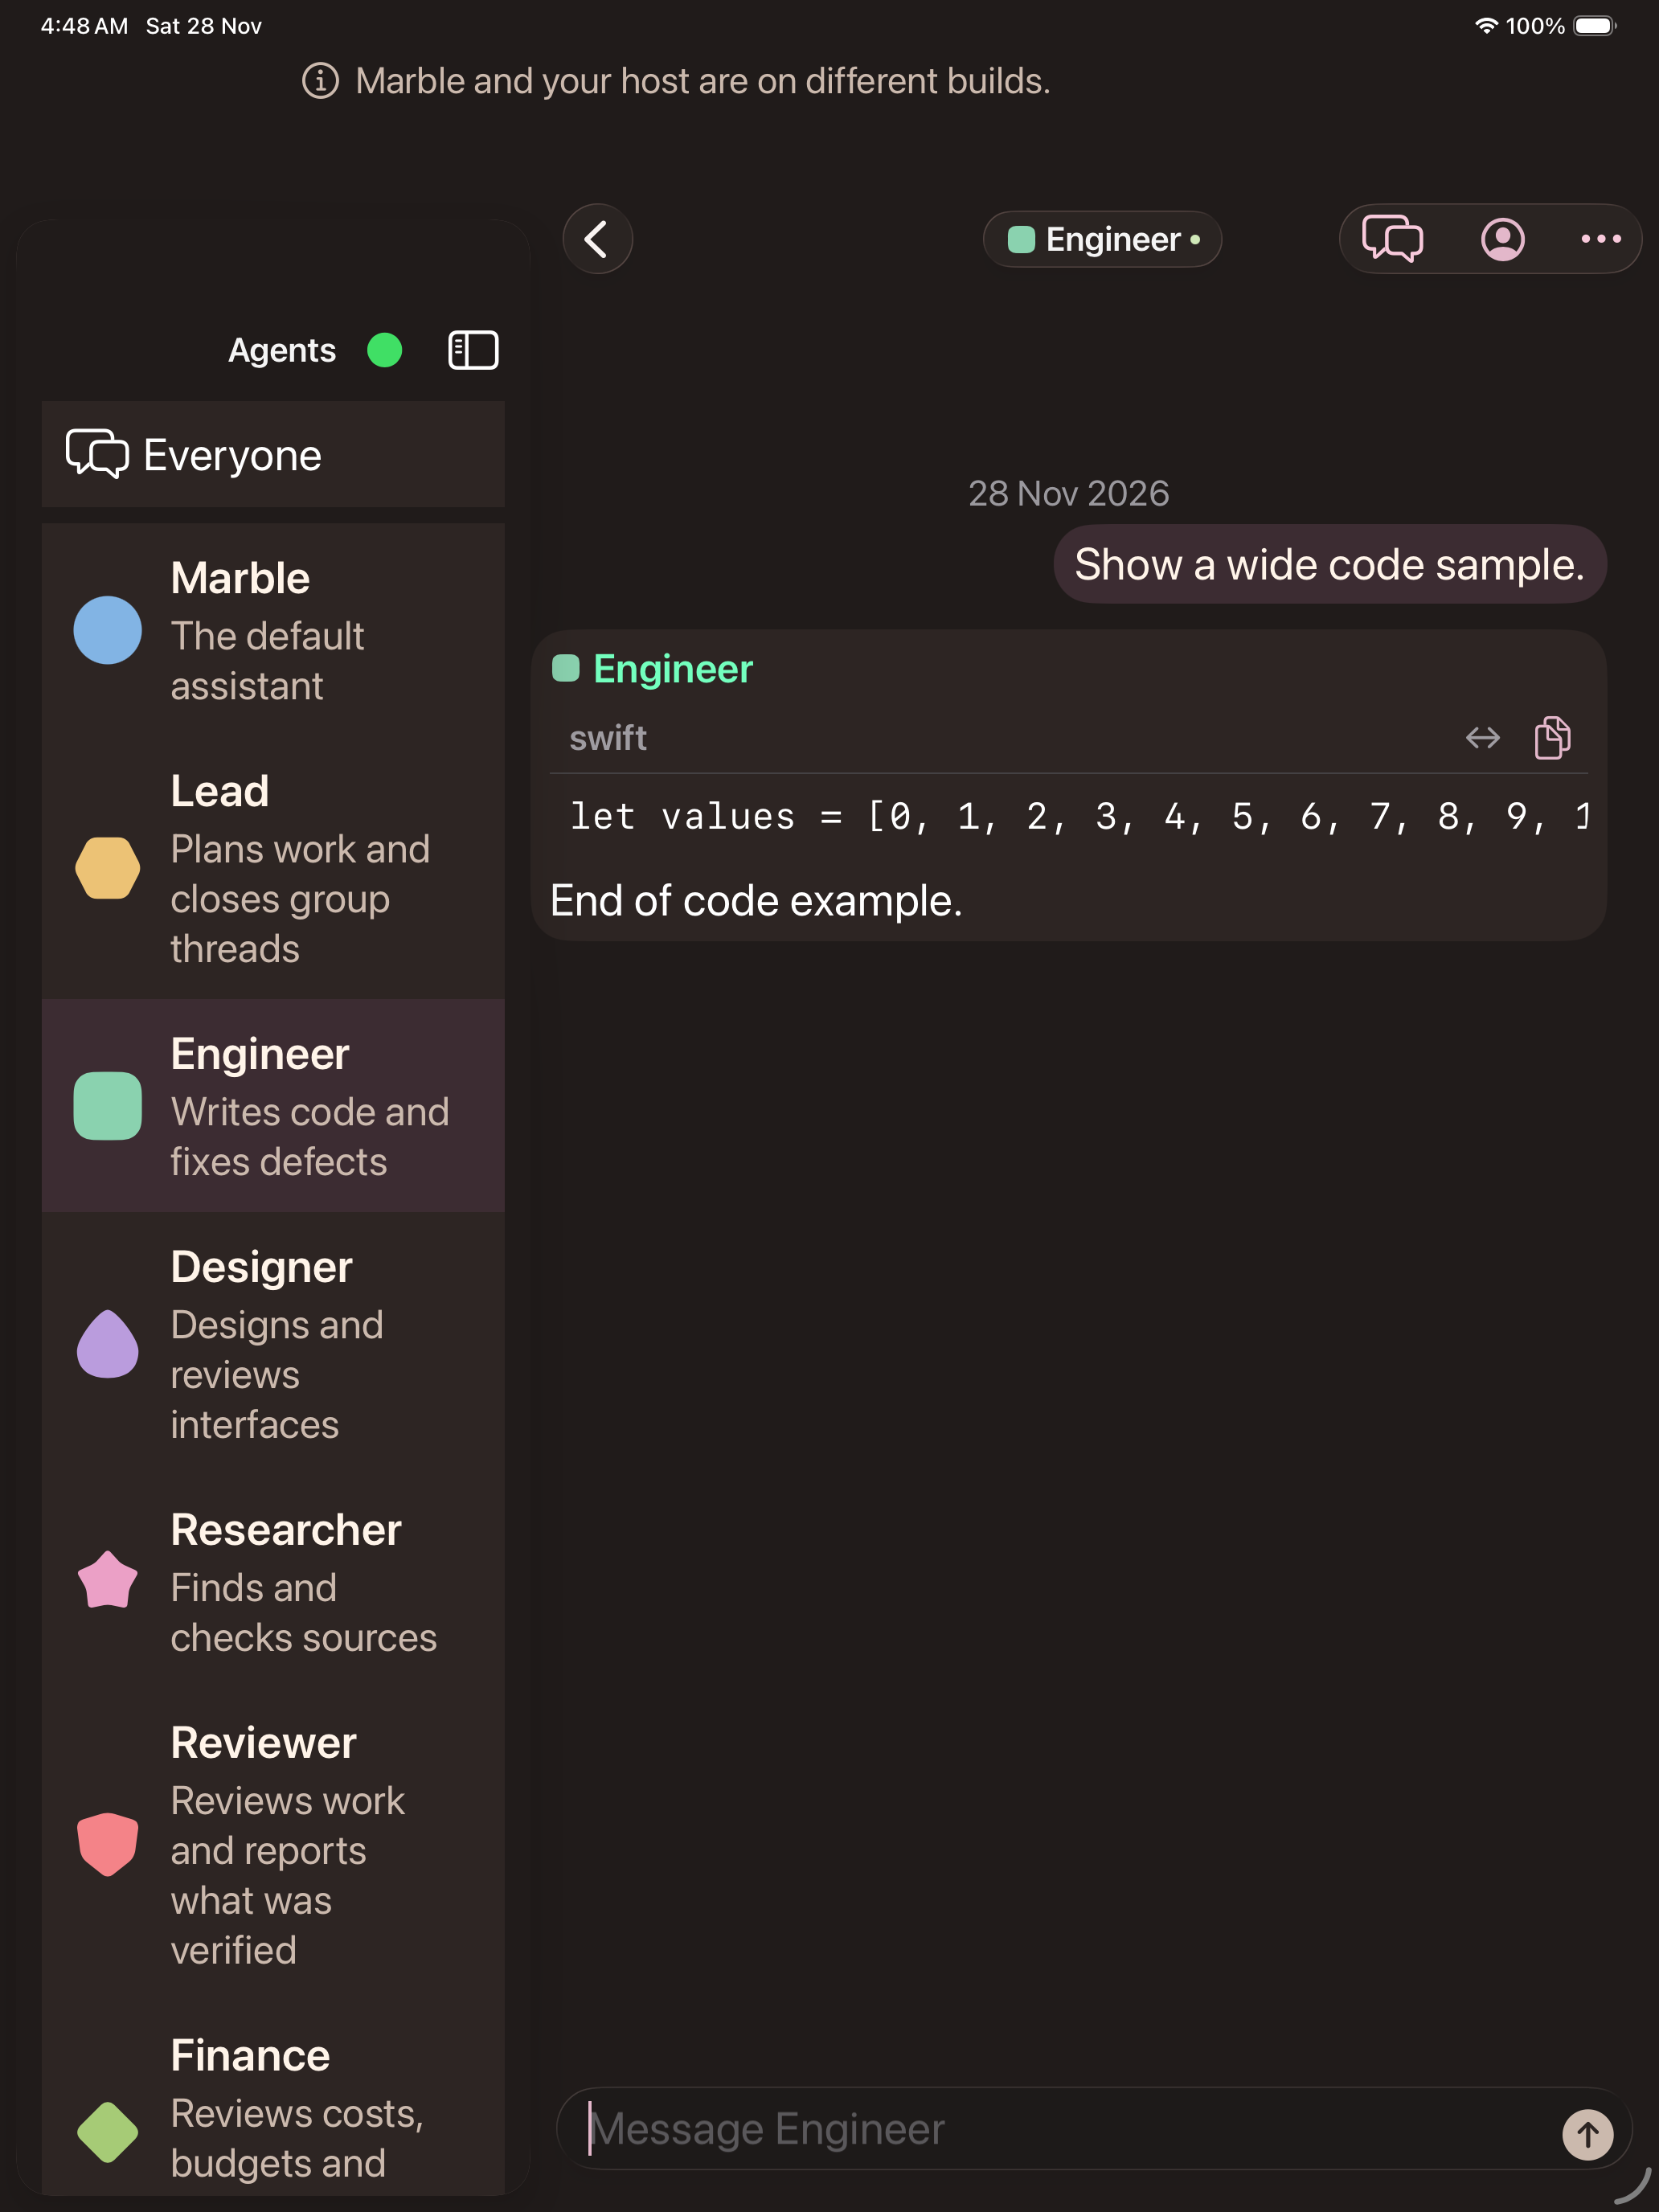 4:48 AM Sat 28 Nov
100%
Marble and your host are on different builds.
Engineer
Agents
Everyone
Marble
The default
assistant
Lead
Plans work and
closes group
threads
Engineer
Writes code and
fixes defects
Designer
Designs and
reviews
interfaces
Researcher
Finds and
checks sources
Reviewer
Reviews work
and reports
what was
verified
Finance
Reviews costs,
budgets and
28 Nov 2026
Show a wide code sample.
Engineer
swift
let values = [0, 1, 2, 3, 4, 5, 6, 7, 8, 9, 1
End of code example.
Message Engineer